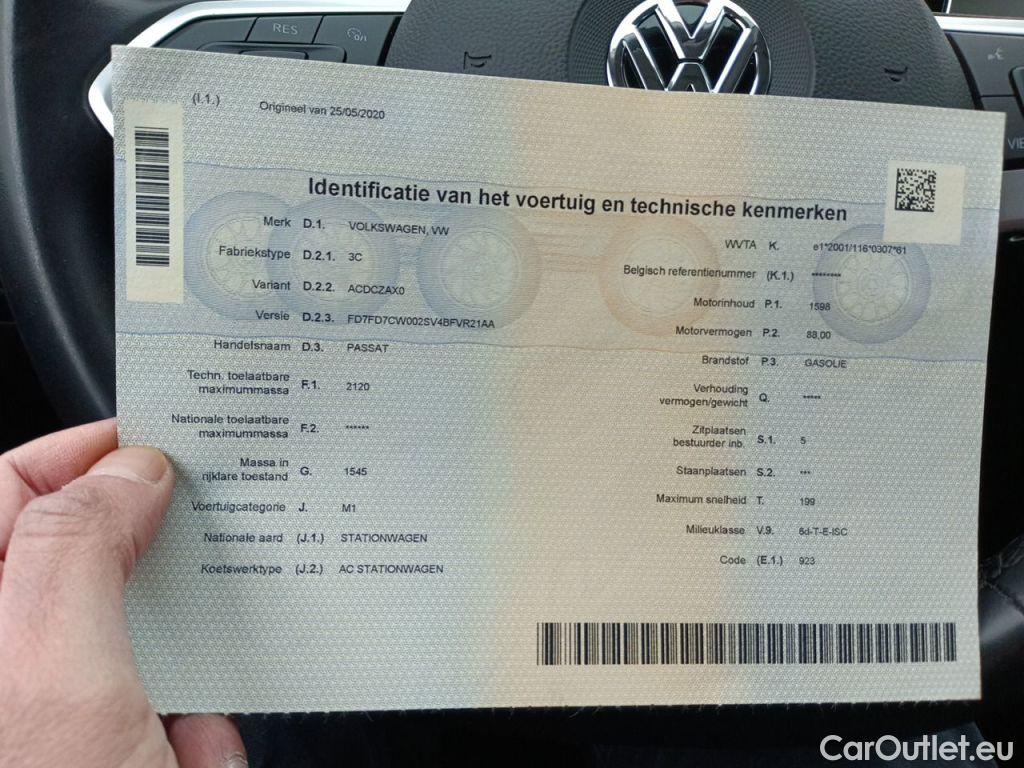 RES
(I.1.) Origineel van 25/05/2020
Identificatie van het voertuig en technische kenmerken
Merk D.1. VOLKSWAGEN, VW
Fabriekstype D.2.1. 3C
Variant D.2.2. ACDCZAX0
Versie D.2.3. FD7FD7CW002SV4BFVR21AA
Handelsnaam D.3. PASSAT
Techn. toelaatbare
maximummassa F.1. 2120
Nationale toelaatbare
maximummassa F.2. ******
Massa in
rijklare toestand G. 1545
Voertuigcategorie J. M1
Nationale aard (J.1.) STATIONWAGEN
Koetswerktype (J.2.) AC STATIONWAGEN
WVTA K. e1*2001/116*0307*61
Belgisch referentienummer (K.1.) ********
Motorinhoud P.1. 1598
Motorvermogen P.2. 88,00
Brandstof P.3. GASOLIE
Verhouding
vermogen/gewicht Q. *****
Zitplaatsen
bestuurder inb. S.1. 5
Staanplaatsen S.2. ***
Maximum snelheid T. 199
Milieuklasse V.9. 6d-T-E-ISC
Code (E.1.) 923
CarOutlet.eu